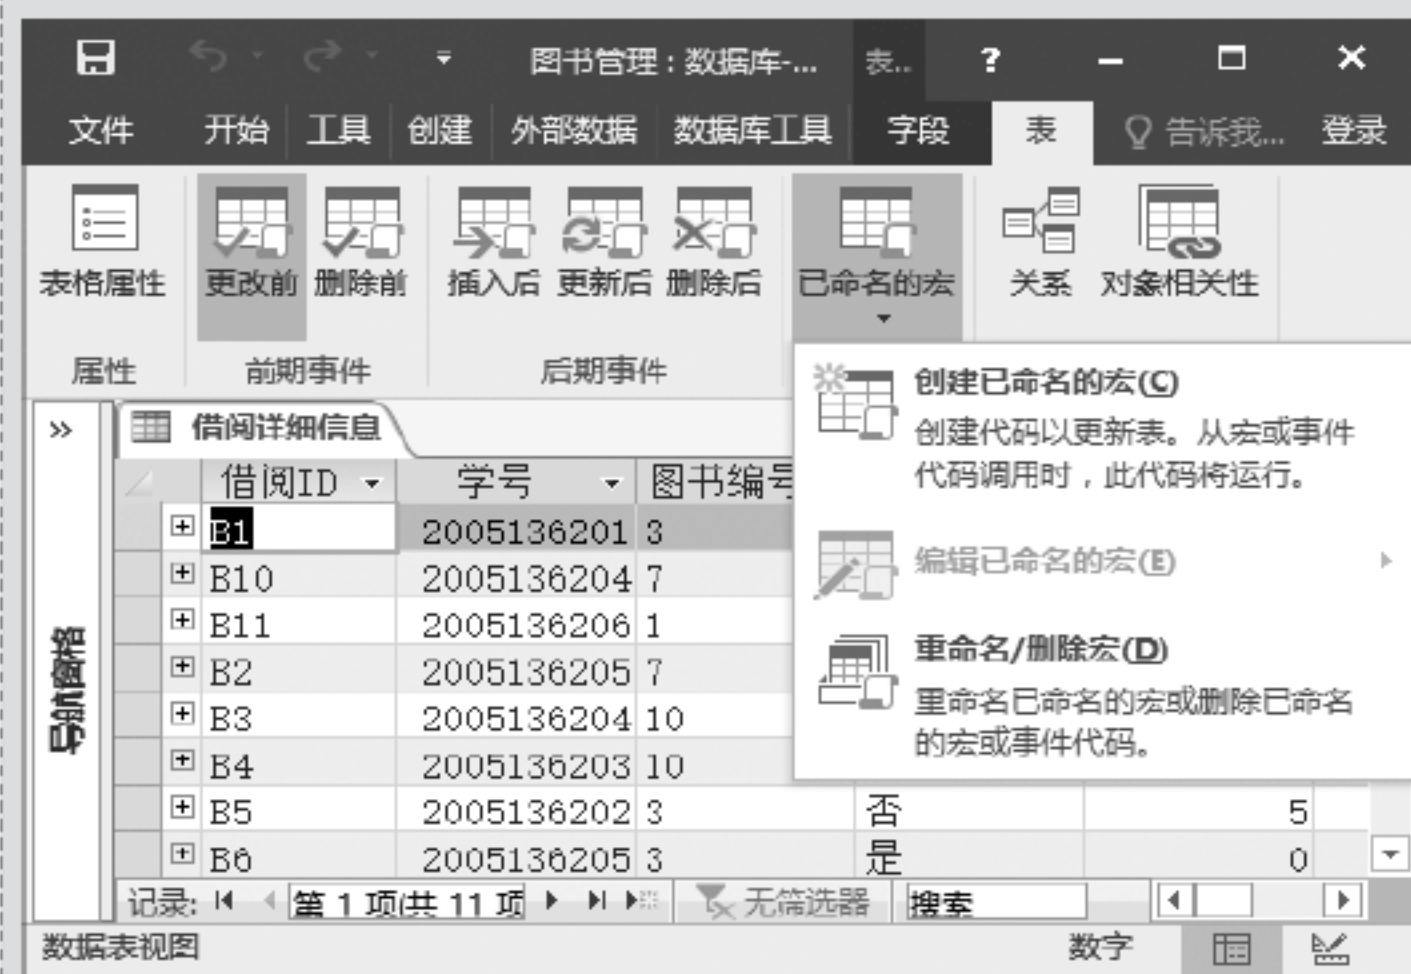 图书管理：数据库-... 表... ?
文件 开始 工具 创建 外部数据 数据库工具 字段 表 告诉我... 登录
表格属性 更改前 删除前 插入后 更新后 删除后 已命名的宏 关系 对象相关性
属性 前期事件 后期事件
创建已命名的宏(C)
创建代码以更新表。从宏或事件
代码调用时，此代码将运行。
编辑已命名的宏(E)
重命名/删除宏(D)
重命名已命名的宏或删除已命名
的宏或事件代码。
»
导航窗格
借阅详细信息
借阅ID 学号 图书编号
B1 2005136201 3
B10 2005136204 7
B11 2005136206 1
B2 2005136205 7
B3 2005136204 10
B4 2005136203 10
B5 2005136202 3 否 5
B6 2005136205 3 是 0
记录: 第 1 项(共 11 项 无筛选器 搜索
数据表视图 数字